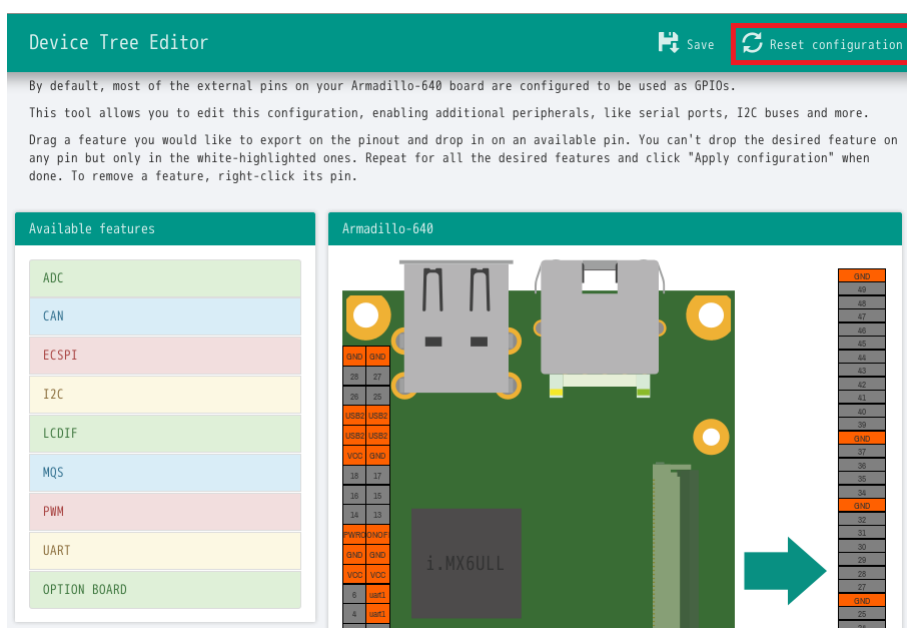 Device Tree Editor
Save
Reset configuration
By default, most of the external pins on your Armadillo-640 board are configured to be used as GPIOs.
This tool allows you to edit this configuration, enabling additional peripherals, like serial ports, I2C buses and more.
Drag a feature you would like to export on the pinout and drop in on an available pin. You can't drop the desired feature on
any pin but only in the white-highlighted ones. Repeat for all the desired features and click "Apply configuration" when
done. To remove a feature, right-click its pin.
Available features
ADC
CAN
ECSPI
I2C
LCDIF
MQS
PWM
UART
OPTION BOARD
Armadillo-640
GND GND
28 27
26 25
USB2 USB2
USB2 USB2
VCC GND
18 17
16 15
14 13
PWRO ONOF
GND GND
VCC VCC
6 uart1
4 uart1
i.MX6ULL
GND
49
48
47
46
45
44
43
42
41
40
39
GND
37
36
35
34
GND
32
31
30
29
28
27
GND
25